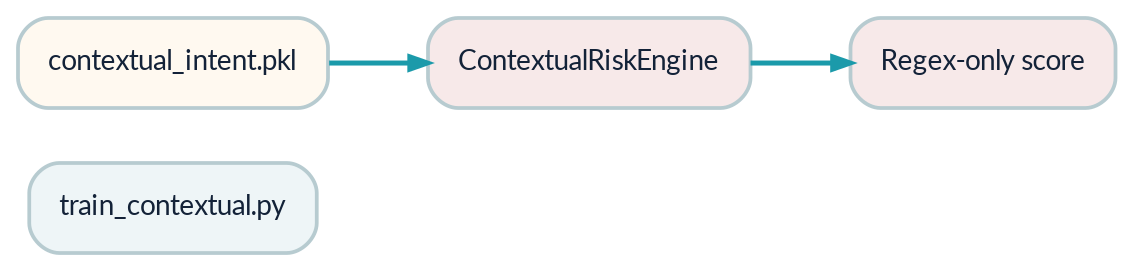 contextual_intent.pkl
ContextualRiskEngine
Regex-only score
train_contextual.py